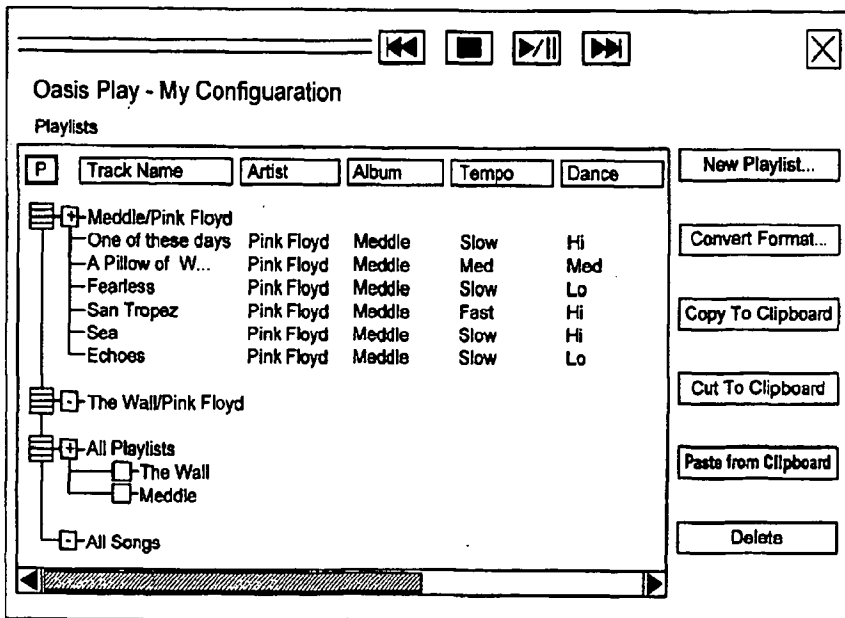 Oasis Play - My Configuaration
Playlists
P Track Name Artist Album Tempo Dance
Meddle/Pink Floyd
One of these days Pink Floyd Meddle Slow Hi
A Pillow of W... Pink Floyd Meddle Med Med
Fearless Pink Floyd Meddle Slow Lo
San Tropez Pink Floyd Meddle Fast Hi
Sea Pink Floyd Meddle Slow Hi
Echoes Pink Floyd Meddle Slow Lo
The Wall/Pink Floyd
All Playlists
The Wall
Meddle
All Songs
New Playlist...
Convert Format...
Copy To Clipboard
Cut To Clipboard
Paste from Clipboard
Delete